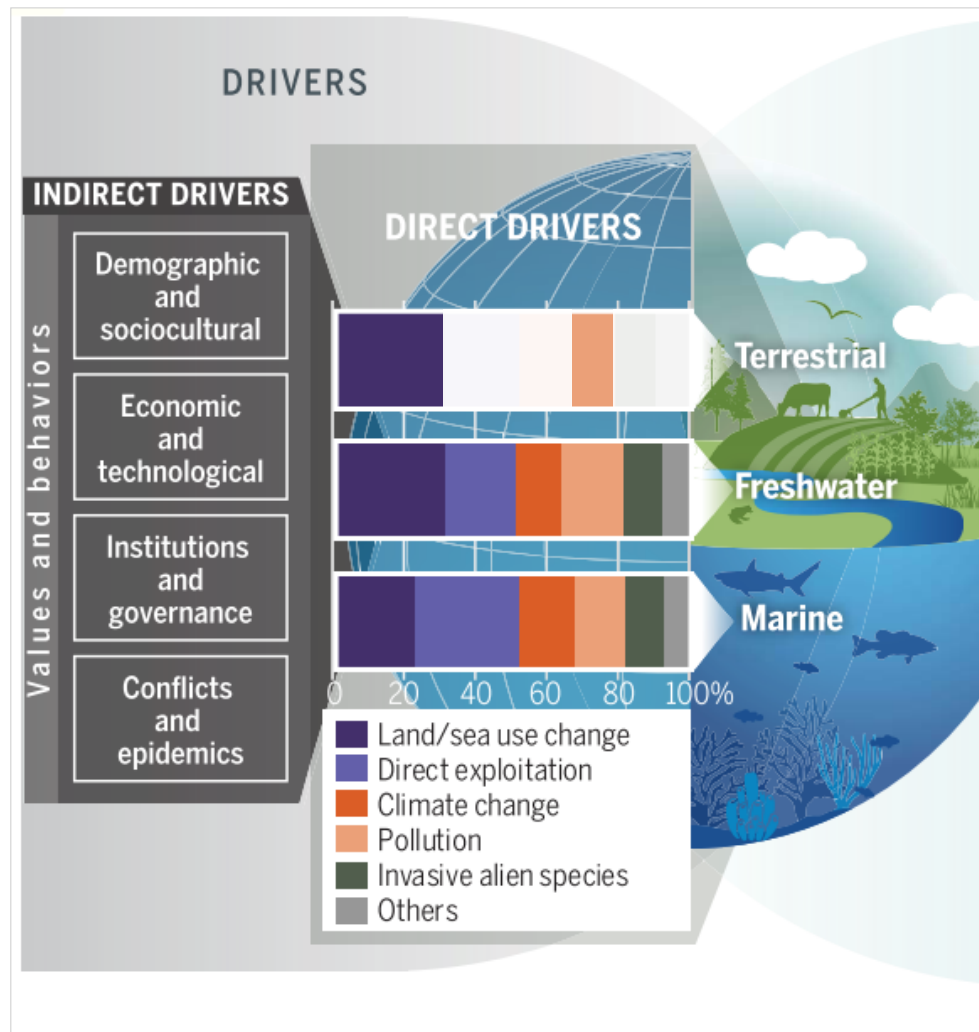 DRIVERS
INDIRECT DRIVERS
Values and behaviors
Demographic
and
sociocultural
Economic
and
technological
Institutions
and
governance
Conflicts
and
epidemics
DIRECT DRIVERS
Terrestrial
Freshwater
Marine
0 20 40 60 80 100%
Land/sea use change
Direct exploitation
Climate change
Pollution
Invasive alien species
Others